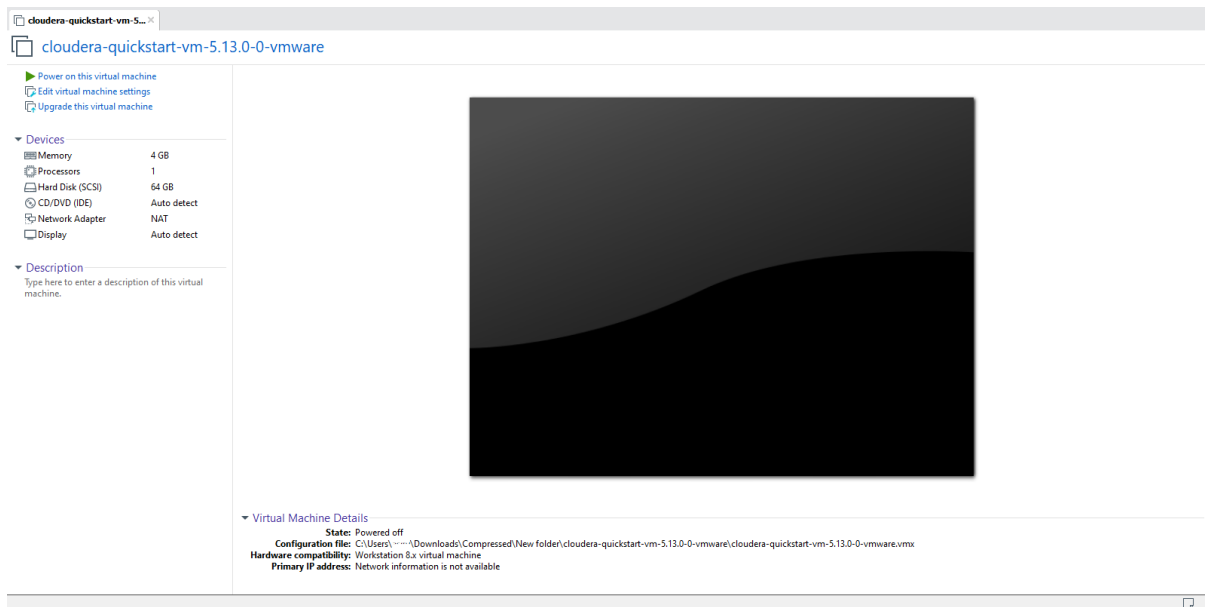 cloudera-quickstart-vm-5...
cloudera-quickstart-vm-5.13.0-0-vmware
Power on this virtual machine
Edit virtual machine settings
Upgrade this virtual machine
Devices
Memory 4 GB
Processors 1
Hard Disk (SCSI) 64 GB
CD/DVD (IDE) Auto detect
Network Adapter NAT
Display Auto detect
Description
Type here to enter a description of this virtual
machine.
Virtual Machine Details
State: Powered off
Configuration file: C:\Users\ \Downloads\Compressed\New folder\cloudera-quickstart-vm-5.13.0-0-vmware\cloudera-quickstart-vm-5.13.0-0-vmware.vmx
Hardware compatibility: Workstation 8.x virtual machine
Primary IP address: Network information is not available